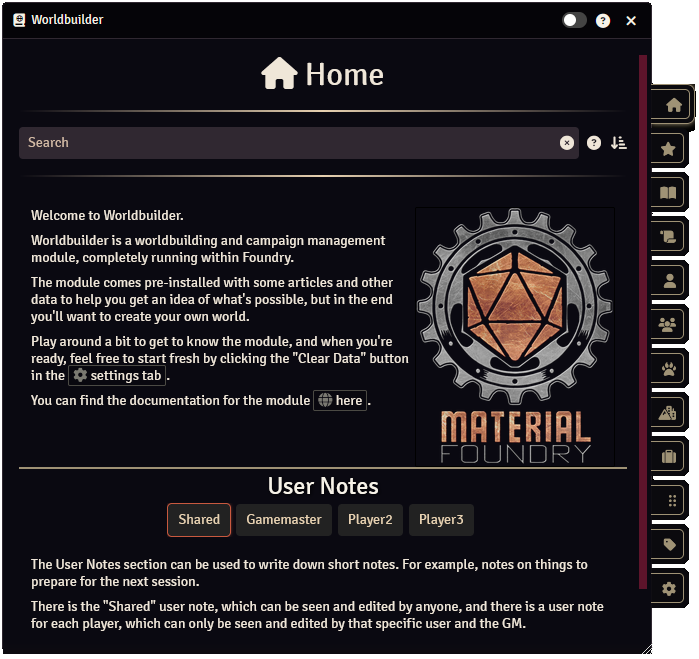 Worldbuilder
?
Home
Search
?
Welcome to Worldbuilder.
Worldbuilder is a worldbuilding and campaign management
module, completely running within Foundry.
The module comes pre-installed with some articles and other
data to help you get an idea of what's possible, but in the end
you'll want to create your own world.
Play around a bit to get to know the module, and when you're
ready, feel free to start fresh by clicking the "Clear Data" button
in the settings tab.
You can find the documentation for the module here.
MATERIAL
FOUNDRY
User Notes
Shared Gamemaster Player2 Player3
The User Notes section can be used to write down short notes. For example, notes on things to
prepare for the next session.
There is the "Shared" user note, which can be seen and edited by anyone, and there is a user note
for each player, which can only be seen and edited by that specific user and the GM.